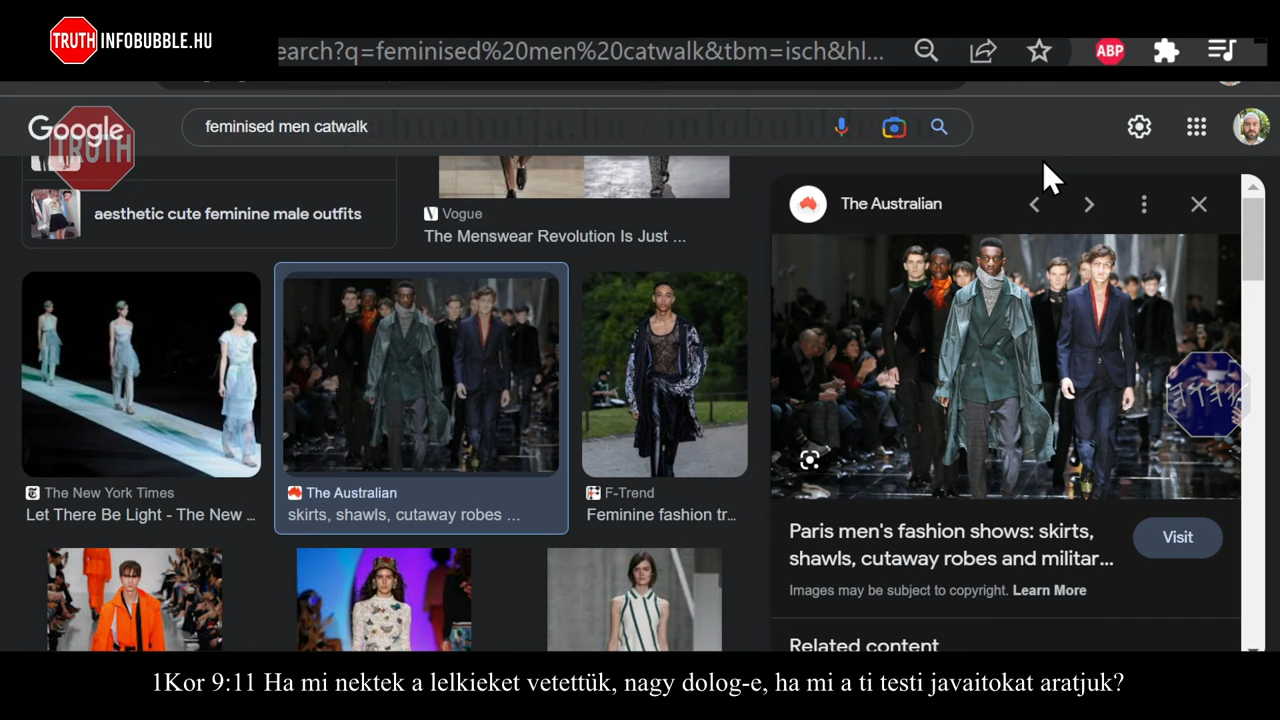 TRUTH INFOBUBBLE.HU
earch?q=feminised%20men%20catwalk&tbm=isch&hl...
ABP
Google
TRUTH
feminised men catwalk
aesthetic cute feminine male outfits
Vogue
The Menswear Revolution Is Just ...
The Australian
The New York Times
Let There Be Light - The New ...
The Australian
skirts, shawls, cutaway robes ...
F-Trend
Feminine fashion tr...
Paris men's fashion shows: skirts,
shawls, cutaway robes and militar...
Visit
Images may be subject to copyright. Learn More
Related content
1Kor 9:11 Ha mi nektek a lelkieket vetettük, nagy dolog-e, ha mi a ti testi javaitokat aratjuk?